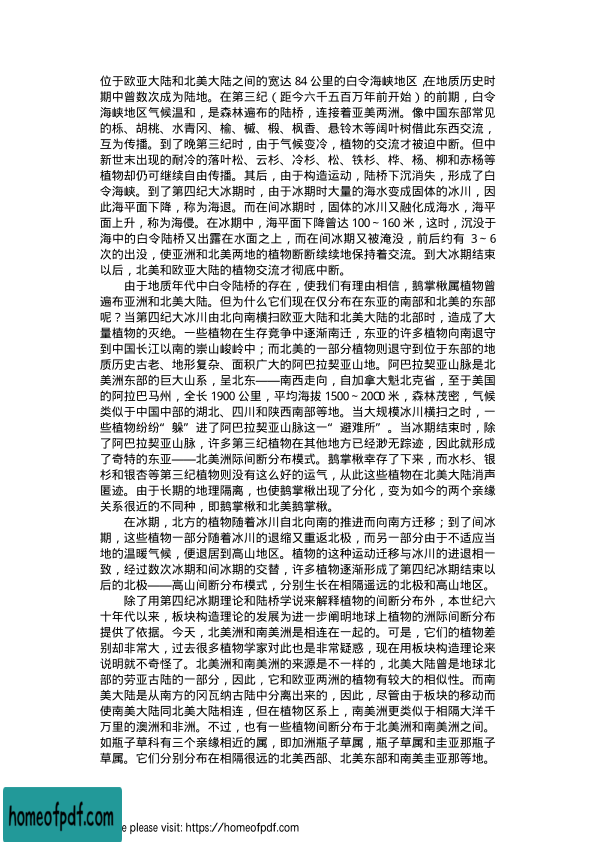 位于欧亚大陆和北美大陆之间的宽达 84 公里的白令海峡地区，在地质历史时
期中曾数次成为陆地。在第三纪（距今六千五百万年前开始）的前期，白令
海峡地区气候温和，是森林遍布的陆桥，连接着亚美两洲。像中国东部常见
的栎、胡桃、水青冈、榆、槭、椴、枫香、悬铃木等阔叶树借此东西交流，
互为传播。到了晚第三纪时，由于气候变冷，植物的交流才被迫中断。但中
新世末出现的耐冷的落叶松、云杉、冷杉、松、铁杉、桦、杨、柳和赤杨等
植物却仍可继续自由传播。其后，由于构造运动，陆桥下沉消失，形成了白
令海峡。到了第四纪大冰期时，由于冰期时大量的海水变成固体的冰川，因
此海平面下降，称为海退。而在间冰期时，固体的冰川又融化成海水，海平
面上升，称为海侵。在冰期中，海平面下降曾达 100～160 米，这时，沉没于
海中的白令陆桥又出露在水面之上，而在间冰期又被淹没，前后约有 3～6
次的出没，使亚洲和北美两地的植物断断续续地保持着交流。到大冰期结束
以后，北美和欧亚大陆的植物交流才彻底中断。
由于地质年代中白令陆桥的存在，使我们有理由相信，鹅掌楸属植物曾
遍布亚洲和北美大陆。但为什么它们现在仅分布在东亚的南部和北美的东部
呢？当第四纪大冰川由北向南横扫欧亚大陆和北美大陆的北部时，造成了大
量植物的灭绝。一些植物在生存竞争中逐渐南迁，东亚的许多植物向南退守
到中国长江以南的崇山峻岭中；而北美的一部分植物则退守到位于东部的地
质历史古老、地形复杂、面积广大的阿巴拉契亚山地。阿巴拉契亚山脉是北
美洲东部的巨大山系，呈北东——南西走向，自加拿大魁北克省，至于美国
的阿拉巴马州，全长 1900 公里，平均海拔 1500～2000 米，森林茂密，气候
类似于中国中部的湖北、四川和陕西南部等地。当大规模冰川横扫之时，一
些植物纷纷“躲”进了阿巴拉契亚山脉这一“避难所”。当冰期结束时，除
了阿巴拉契亚山脉，许多第三纪植物在其他地方已经渺无踪迹，因此就形成
了奇特的东亚——北美洲际间断分布模式。鹅掌楸幸存了下来，而水杉、银
杉和银杏等第三纪植物则没有这么好的运气，从此这些植物在北美大陆消声
匿迹。由于长期的地理隔离，也使鹅掌楸出现了分化，变为如今的两个亲缘
关系很近的不同种，即鹅掌楸和北美鹅掌楸。
在冰期，北方的植物随着冰川自北向南的推进而向南方迁移；到了间冰
期，这些植物一部分随着冰川的退缩又重返北极，而另一部分由于不适应当
地的温暖气候，便退居到高山地区。植物的这种运动迁移与冰川的进退相一
致，经过数次冰期和间冰期的交替，许多植物逐渐形成了第四纪冰期结束以
后的北极——高山间断分布模式，分别生长在相隔遥远的北极和高山地区。
除了用第四纪冰期理论和陆桥学说来解释植物的间断分布外，本世纪六
十年代以来，板块构造理论的发展为进一步阐明地球上植物的洲际间断分布
提供了依据。今天，北美洲和南美洲是相连在一起的。可是，它们的植物差
别却非常大，过去很多植物学家对此也是非常疑惑，现在用板块构造理论来
说明就不奇怪了。北美洲和南美洲的来源是不一样的，北美大陆曾是地球北
部的劳亚古陆的一部分，因此，它和欧亚两洲的植物有较大的相似性。而南
美大陆是从南方的冈瓦纳古陆中分离出来的，因此，尽管由于板块的移动而
使南美大陆同北美大陆相连，但在植物区系上，南美洲更类似于相隔大洋千
万里的澳洲和非洲。不过，也有一些植物间断分布于北美洲和南美洲之间。
如瓶子草科有三个亲缘相近的属，即加洲瓶子草属，瓶子草属和圭亚那瓶子
草属。它们分别分布在相隔很远的北美西部、北美东部和南美圭亚那等地。
homeofpdf.com
e please visit: https://homeofpdf.com